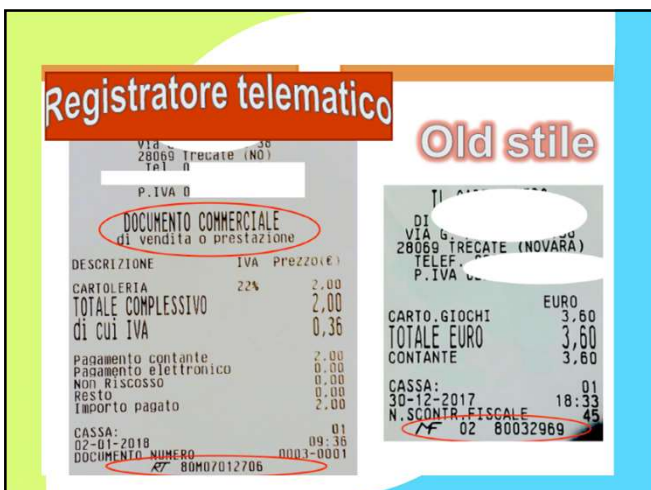 Registratore telematico
Old stile
28069 Trecate (NO)
Tel
P.IVA
DOCUMENTO COMMERCIALE
di vendita o prestazione
DESCRIZIONE IVA Prezzo(€)
CARTOLERIA 22% 2,00
TOTALE COMPLESSIVO 2,00
di cui IVA 0,36
Pagamento contante 2.00
Pagamento elettronico 0.00
Non Riscosso 0.00
Resto 0.00
Importo pagato 2.00
CASSA: 01
02-01-2018 09:36
DOCUMENTO NUMERO 0003-0001
RT 80M07012706
DI
VIA G.
28069 TRECATE (NOVARA)
TELEF.
P.IVA
EURO
CARTO.GIOCHI 3,60
TOTALE EURO 3,60
CONTANTE 3,60
CASSA: 01
30-12-2017 18:33
N.SCONTR.FISCALE 45
MF 02 80032969